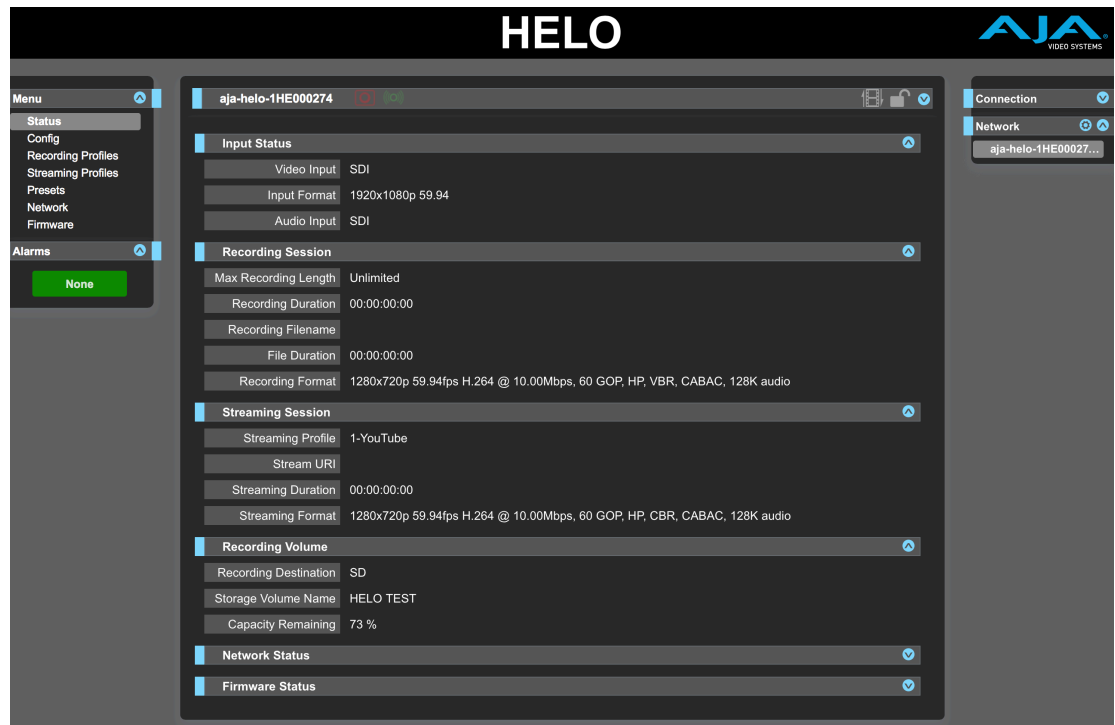 HELO
AJA
VIDEO SYSTEMS
Menu
Status
Config
Recording Profiles
Streaming Profiles
Presets
Network
Firmware
Alarms
None
aja-helo-1HE000274
Input Status
Video Input SDI
Input Format 1920x1080p 59.94
Audio Input SDI
Recording Session
Max Recording Length Unlimited
Recording Duration 00:00:00:00
Recording Filename
File Duration 00:00:00:00
Recording Format 1280x720p 59.94fps H.264 @ 10.00Mbps, 60 GOP, HP, VBR, CABAC, 128K audio
Streaming Session
Streaming Profile 1-YouTube
Stream URI
Streaming Duration 00:00:00:00
Streaming Format 1280x720p 59.94fps H.264 @ 10.00Mbps, 60 GOP, HP, CBR, CABAC, 128K audio
Recording Volume
Recording Destination SD
Storage Volume Name HELO TEST
Capacity Remaining 73 %
Network Status
Firmware Status
Connection
Network
aja-helo-1HE00027...